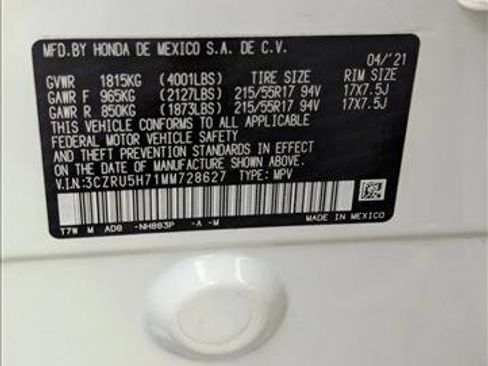 MFD.BY HONDA DE MEXICO S.A. DE C.V.
04/'21
GVWR 1815KG (4001LBS) TIRE SIZE RIM SIZE
GAWR F 965KG (2127LBS) 215/55R17 94V 17X7.5J
GAWR R 850KG (1873LBS) 215/55R17 94V 17X7.5J
THIS VEHICLE CONFORMS TO ALL APPLICABLE
FEDERAL MOTOR VEHICLE SAFETY
AND THEFT PREVENTION STANDARDS IN EFFECT
ON THE DATE OF MANUFACTURE SHOWN ABOVE.
V.I.N:3CZRU5H71MM728627 TYPE: MPV
T7W M AD8 -NH883P -A -M
MADE IN MEXICO